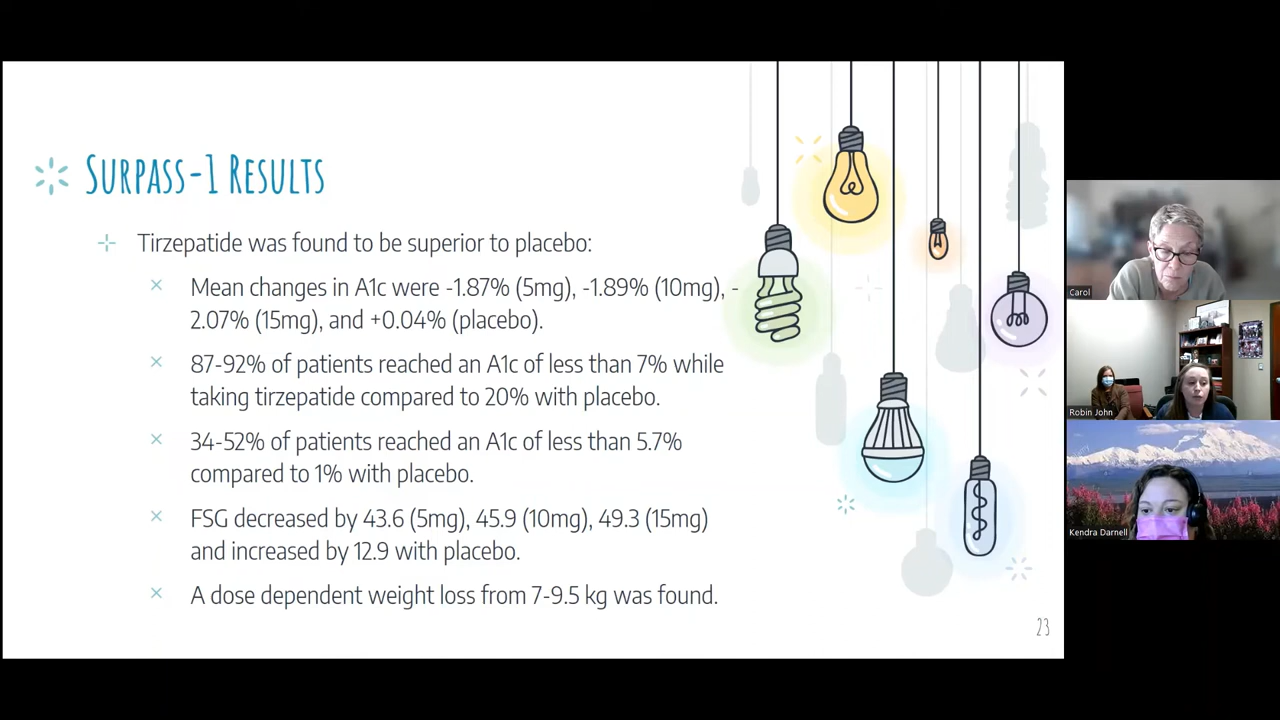 Surpass-1 Results
Tirzepatide was found to be superior to placebo:
Mean changes in A1c were -1.87% (5mg), -1.89% (10mg), -
2.07% (15mg), and +0.04% (placebo).
87-92% of patients reached an A1c of less than 7% while
taking tirzepatide compared to 20% with placebo.
34-52% of patients reached an A1c of less than 5.7%
compared to 1% with placebo.
FSG decreased by 43.6 (5mg), 45.9 (10mg), 49.3 (15mg)
and increased by 12.9 with placebo.
A dose dependent weight loss from 7-9.5 kg was found.
23
Carol
Robin John
Kendra Darnell